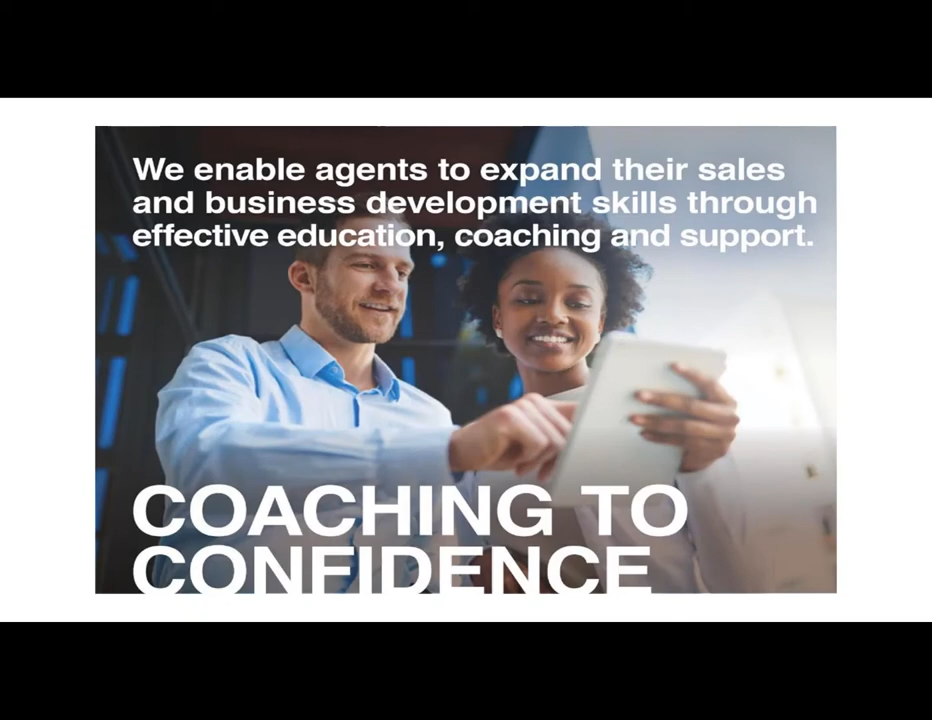 We enable agents to expand their sales
and business development skills through
effective education, coaching and support.
COACHING TO
CONFIDENCE